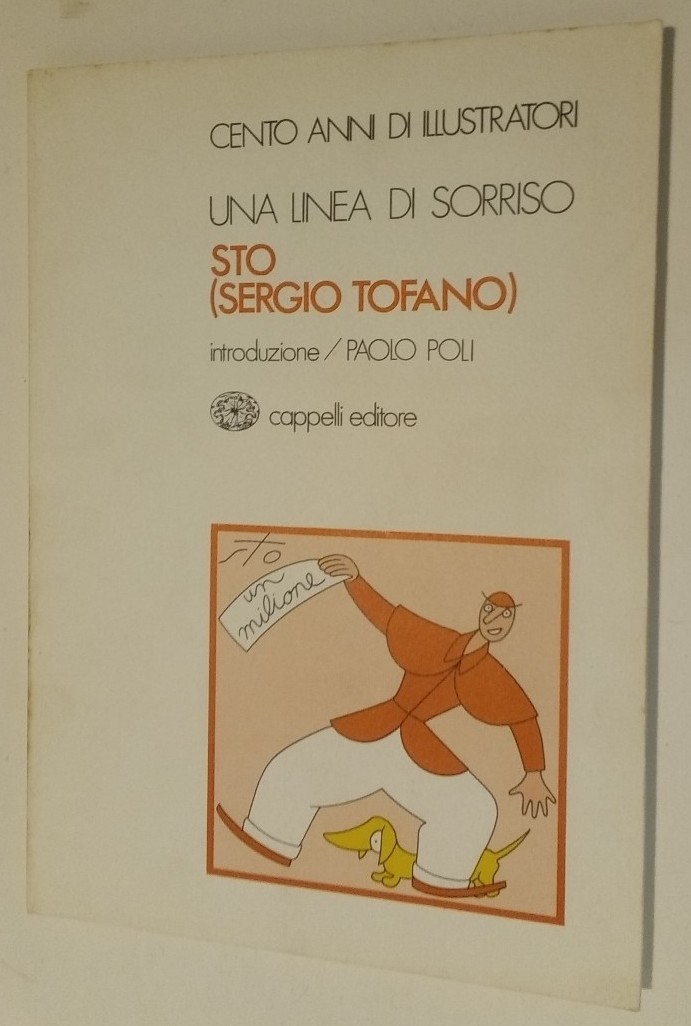 CENTO ANNI DI ILLUSTRATORI
UNA LINEA DI SORRISO
STO
(SERGIO TOFANO)
introduzione / PAOLO POLI
cappelli editore
sto
un
milione